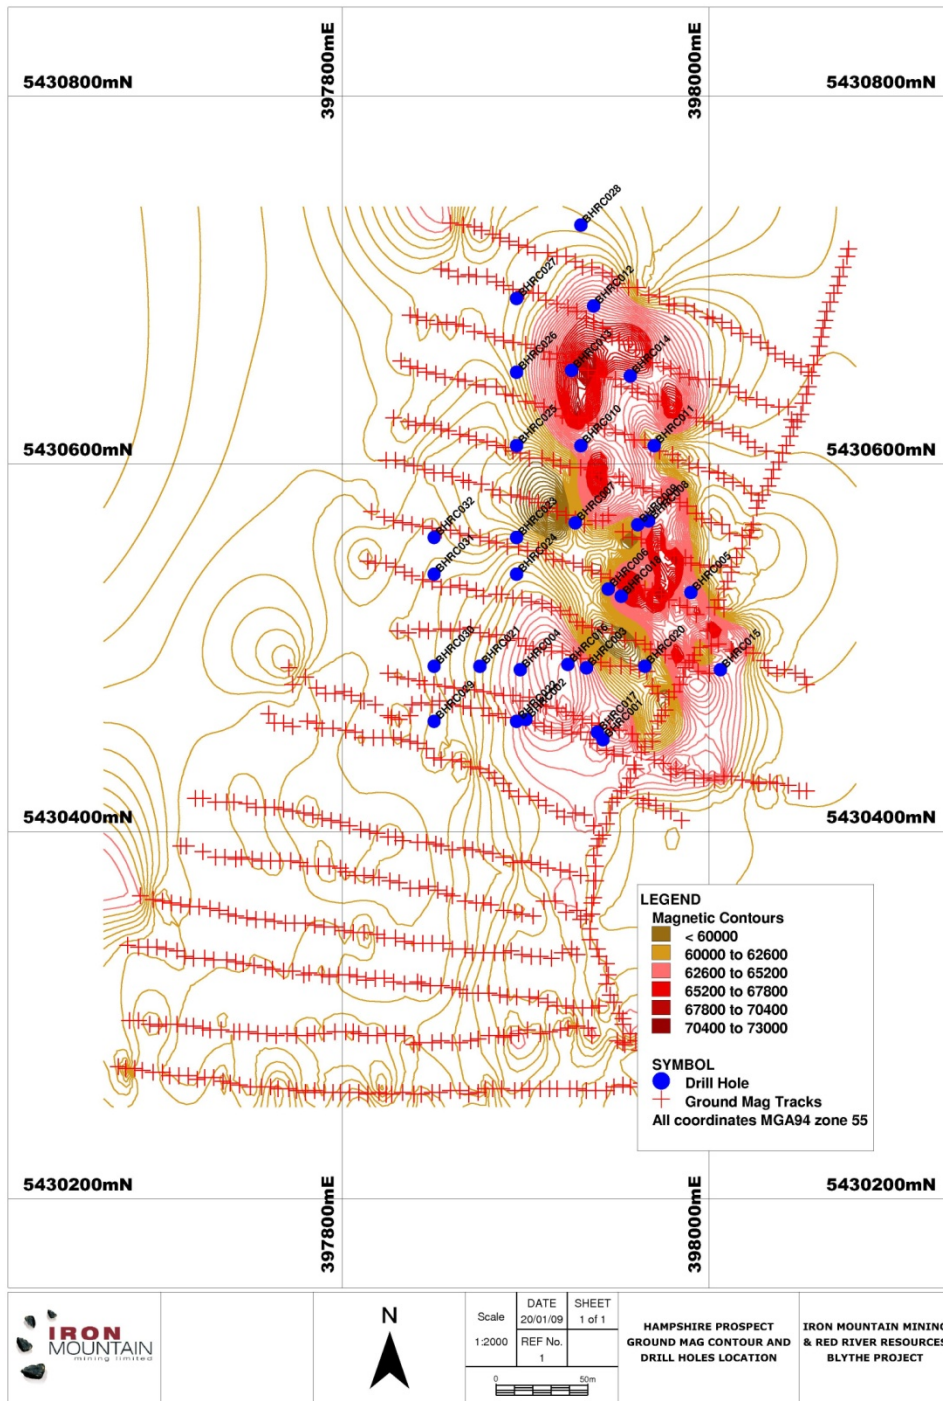 397800mE
398000mE
5430800mN
5430800mN
BHRC028
BHRC027
BHRC012
BHRC026
BHRC013
BHRC014
BHRC025
BHRC010
BHRC011
5430600mN
5430600mN
BHRC032
BHRC023
BHRC007
BHRC008
BHRC031
BHRC024
BHRC006
BHRC005
BHRC030
BHRC021
BHRC004
BHRC016
BHRC003
BHRC020
BHRC015
BHRC029
BHRC002
BHRC017
BHRC001
5430400mN
5430400mN
LEGEND
Magnetic Contours
< 60000
60000 to 62600
62600 to 65200
65200 to 67800
67800 to 70400
70400 to 73000
SYMBOL
Drill Hole
Ground Mag Tracks
All coordinates MGA94 zone 55
5430200mN
5430200mN
397800mE
398000mE
IRON
MOUNTAIN
mining limited
N
Scale
1:2000
DATE
20/01/09
SHEET
1 of 1
REF No.
1
0 50m
HAMPSHIRE PROSPECT
GROUND MAG CONTOUR AND
DRILL HOLES LOCATION
IRON MOUNTAIN MINING
& RED RIVER RESOURCES
BLYTHE PROJECT